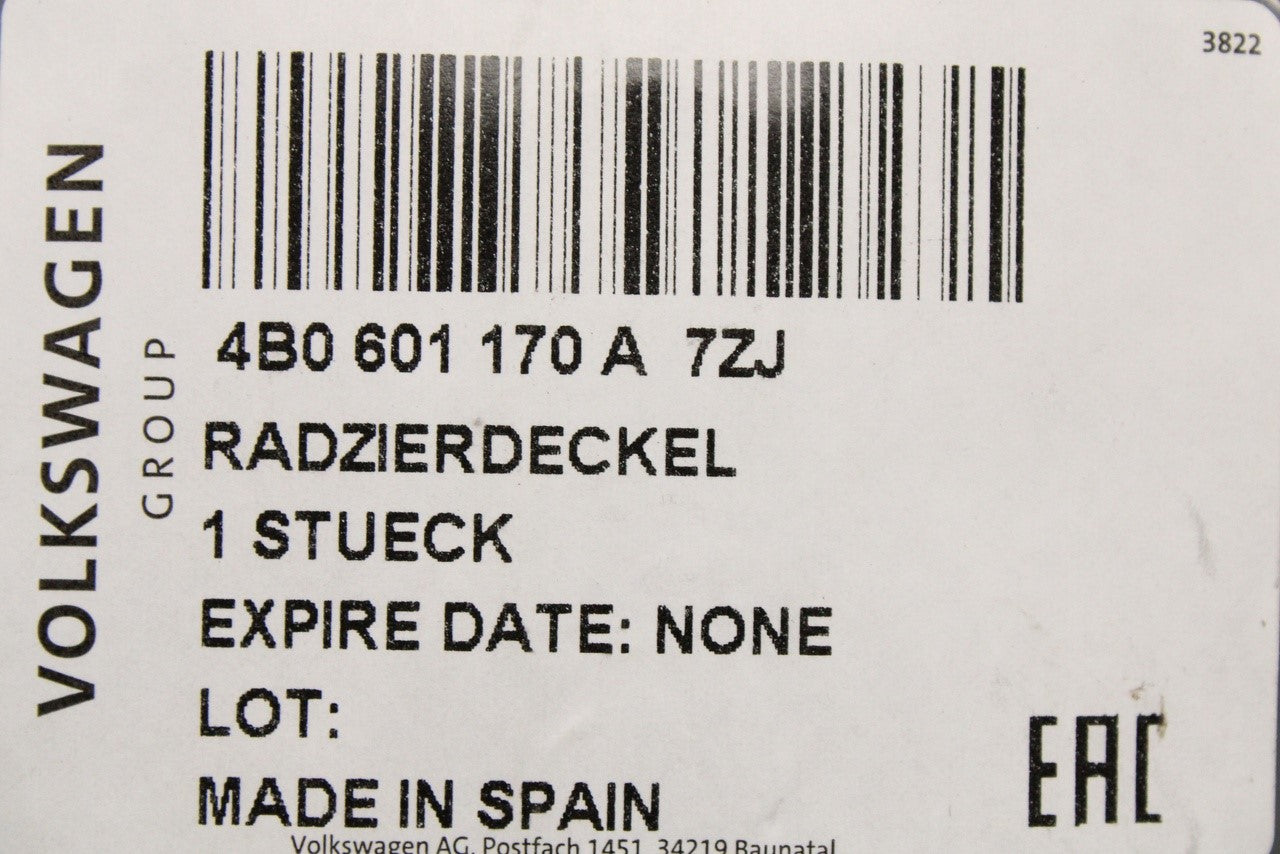 3822
VOLKSWAGEN
GROUP
4B0 601 170 A 7ZJ
RADZIERDECKEL
1 STUECK
EXPIRE DATE: NONE
LOT:
MADE IN SPAIN
EAC
Volkswagen AG, Postfach 1451, 34219 Baunatal